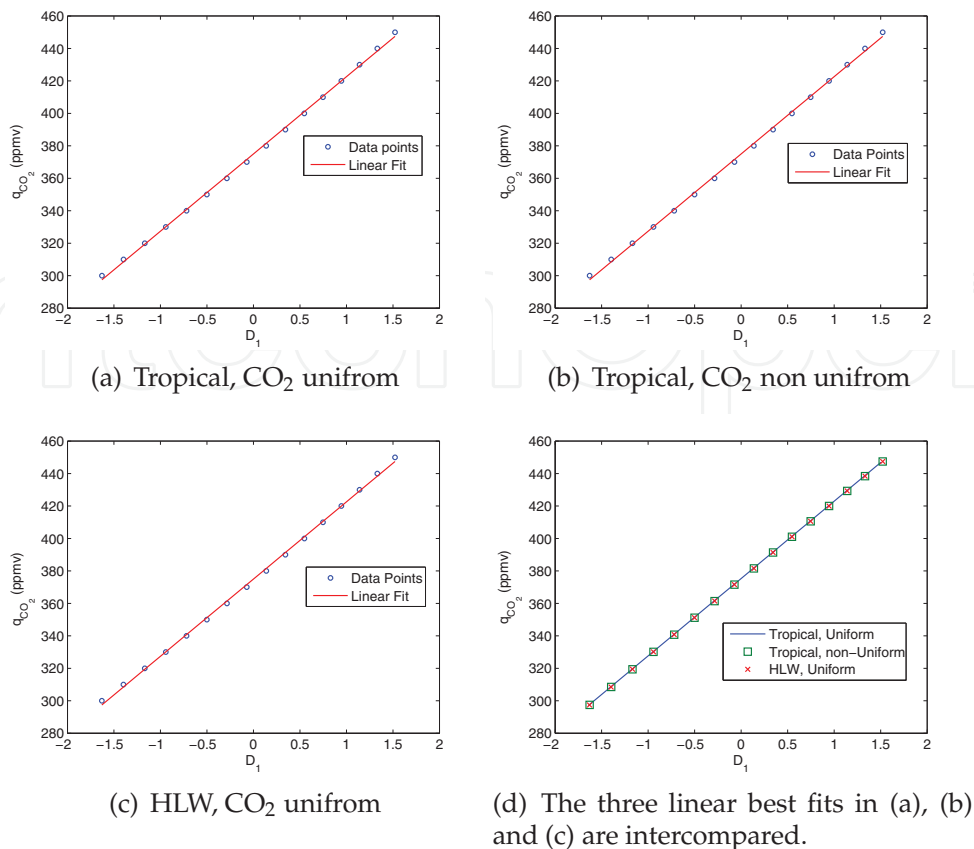 460
440
420
400
380
360
340
320
300
280
q_CO₂ (ppmv)
Data points
Linear Fit
−2 −1.5 −1 −0.5 0 0.5 1 1.5 2
D₁
(a) Tropical, CO₂ unifrom
460
440
420
400
380
360
340
320
300
280
q_CO₂ (ppmv)
Data Points
Linear Fit
−2 −1.5 −1 −0.5 0 0.5 1 1.5 2
D₁
(b) Tropical, CO₂ non unifrom
460
440
420
400
380
360
340
320
300
280
q_CO₂ (ppmv)
Data Points
Linear Fit
−2 −1.5 −1 −0.5 0 0.5 1 1.5 2
D₁
(c) HLW, CO₂ unifrom
460
440
420
400
380
360
340
320
300
280
q_CO₂ (ppmv)
Tropical, Uniform
Tropical, non-Uniform
HLW, Uniform
−2 −1.5 −1 −0.5 0 0.5 1 1.5 2
D₁
(d) The three linear best fits in (a), (b)
and (c) are intercompared.